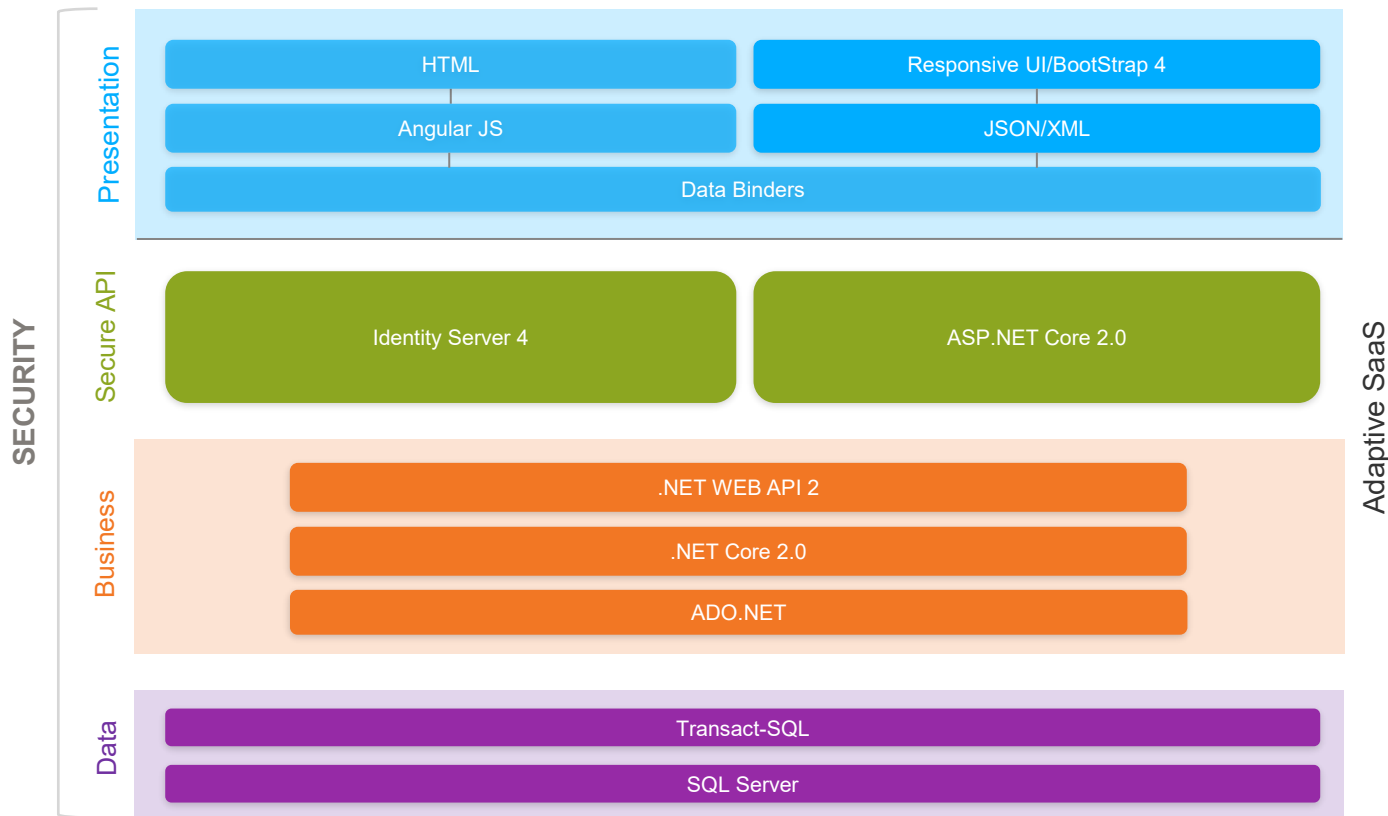 SECURITY
Presentation
HTML
Responsive UI/BootStrap 4
Angular JS
JSON/XML
Data Binders
Secure API
Identity Server 4
ASP.NET Core 2.0
Business
.NET WEB API 2
.NET Core 2.0
ADO.NET
Data
Transact-SQL
SQL Server
Adaptive SaaS